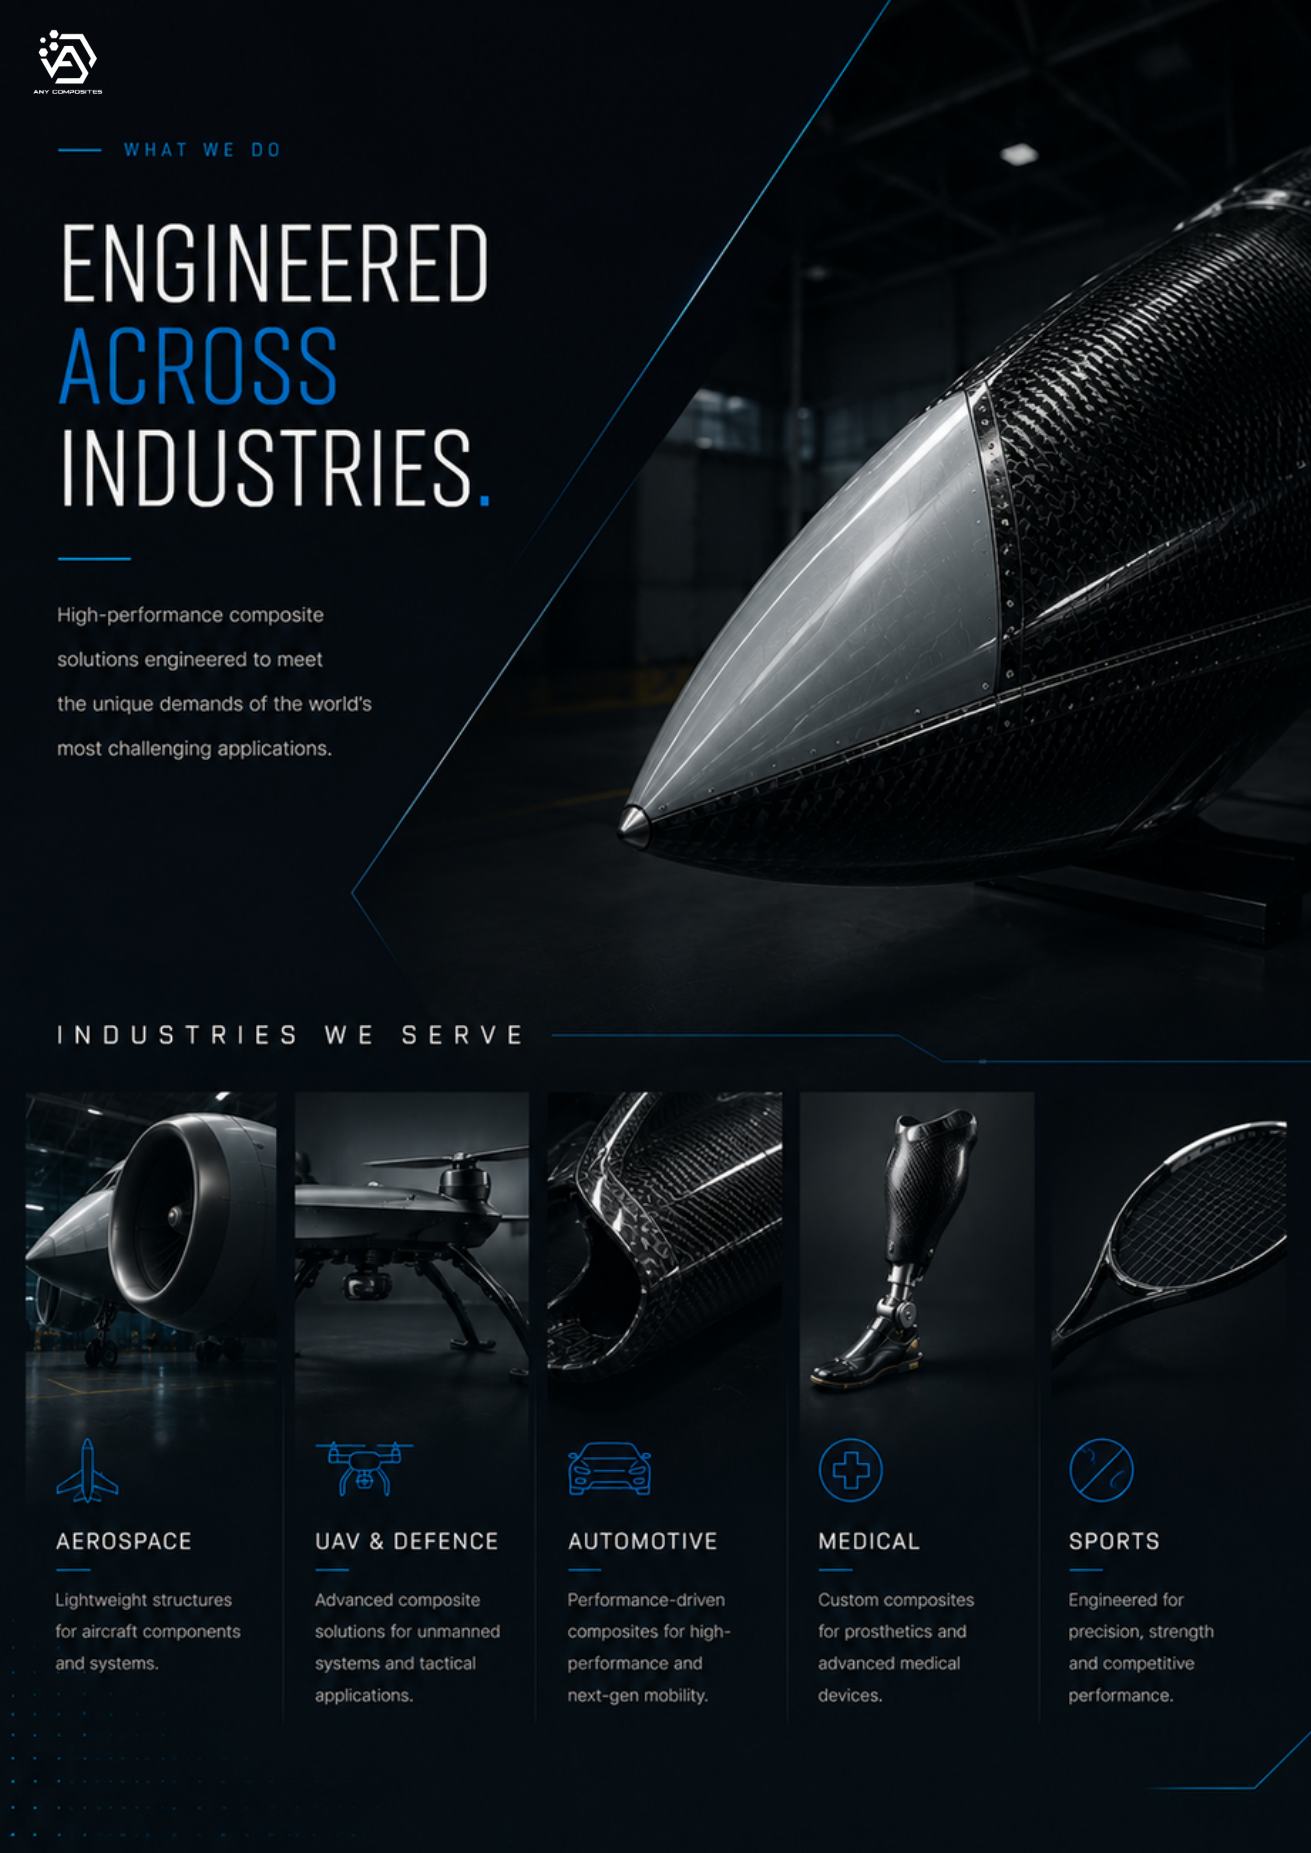 ANY COMPOSITES
WHAT WE DO
ENGINEERED
ACROSS
INDUSTRIES.
High-performance composite
solutions engineered to meet
the unique demands of the world's
most challenging applications.
INDUSTRIES WE SERVE
AEROSPACE
Lightweight structures
for aircraft components
and systems.
UAV & DEFENCE
Advanced composite
solutions for unmanned
systems and tactical
applications.
AUTOMOTIVE
Performance-driven
composites for high-
performance and
next-gen mobility.
MEDICAL
Custom composites
for prosthetics and
advanced medical
devices.
SPORTS
Engineered for
precision, strength
and competitive
performance.